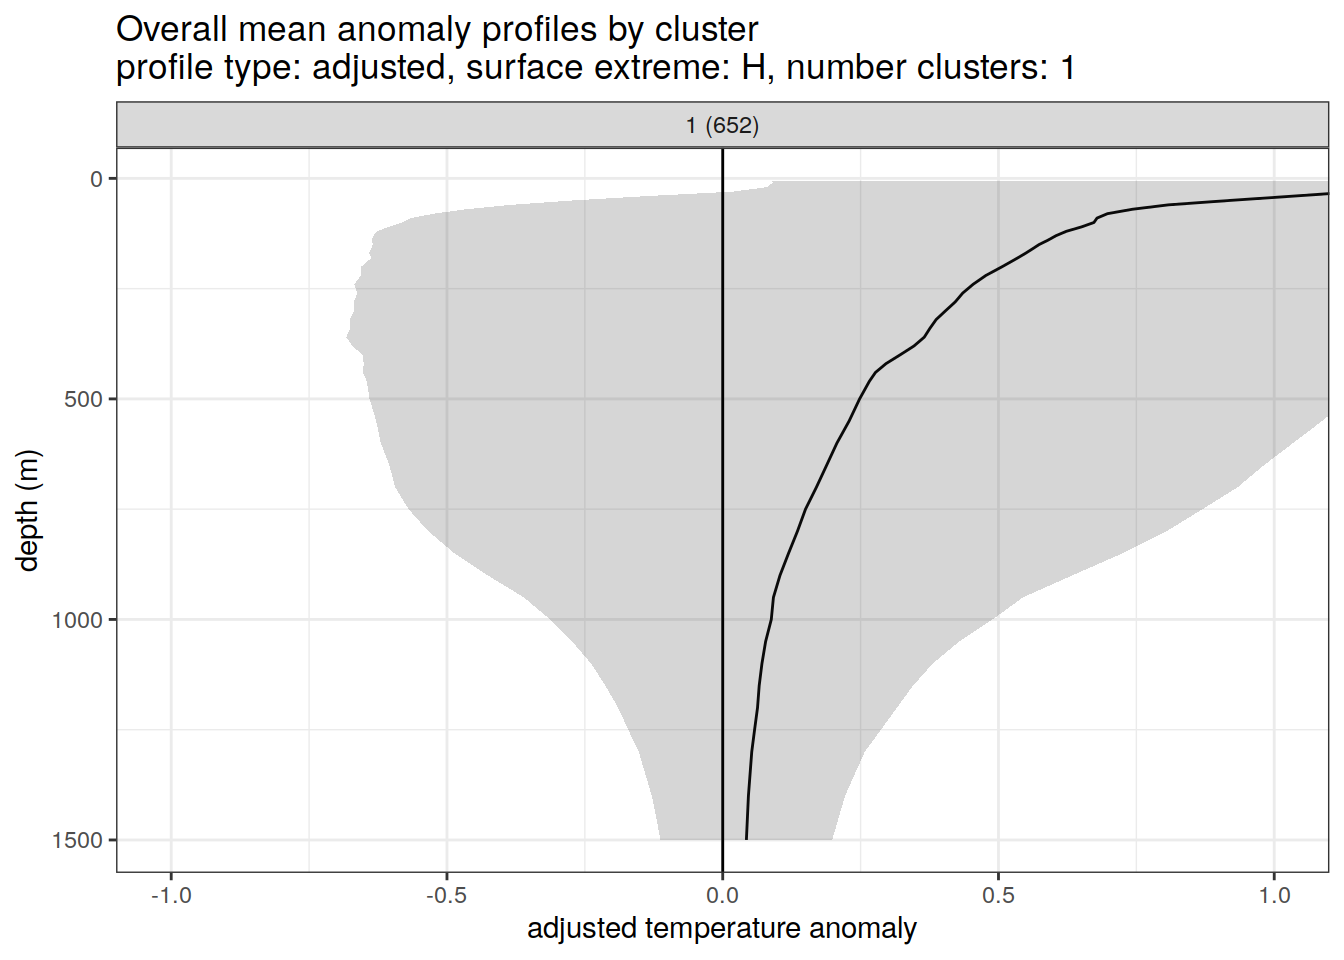 Overall mean anomaly profiles by cluster
profile type: adjusted, surface extreme: H, number clusters: 1
1 (652)
0
500
1000
1500
depth (m)
-1.0 -0.5 0.0 0.5 1.0
adjusted temperature anomaly